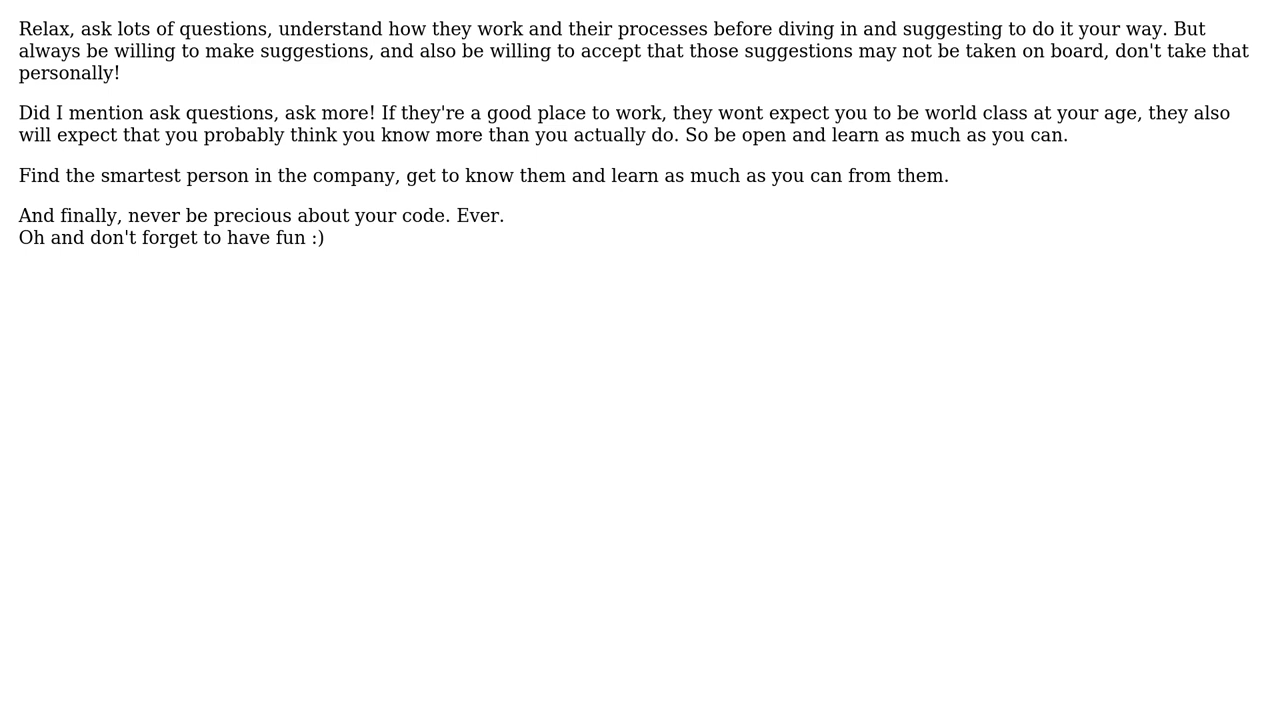 Relax, ask lots of questions, understand how they work and their processes before diving in and suggesting to do it your way. But
always be willing to make suggestions, and also be willing to accept that those suggestions may not be taken on board, don't take that
personally!
Did I mention ask questions, ask more! If they're a good place to work, they wont expect you to be world class at your age, they also
will expect that you probably think you know more than you actually do. So be open and learn as much as you can.
Find the smartest person in the company, get to know them and learn as much as you can from them.
And finally, never be precious about your code. Ever.
Oh and don't forget to have fun :)